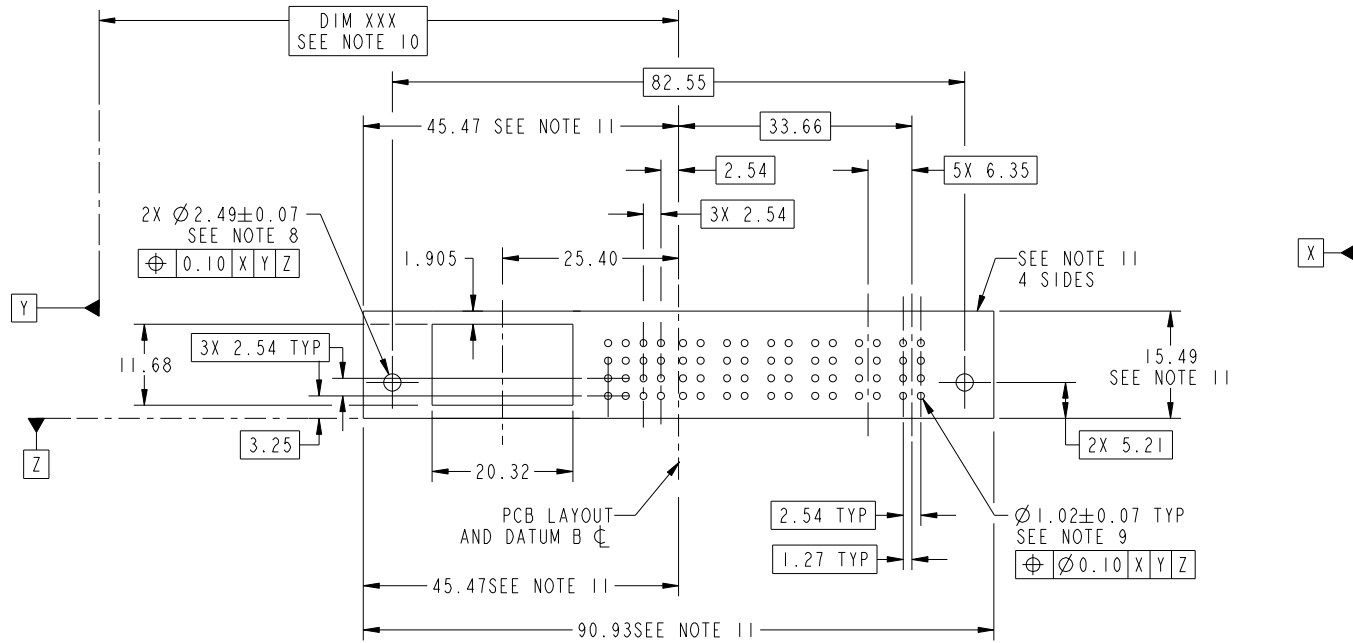 DIM XXX
SEE NOTE 10
82.55
45.47 SEE NOTE 11
33.66
2.54
5X 6.35
3X 2.54
2X Ø2.49±0.07
SEE NOTE 8
⌖ 0.10 X Y Z
1.905
25.40
SEE NOTE 11
4 SIDES
X
Y
3X 2.54 TYP
11.68
15.49
SEE NOTE 11
3.25
2X 5.21
Z
20.32
PCB LAYOUT
AND DATUM B ℄
2.54 TYP
Ø1.02±0.07 TYP
SEE NOTE 9
1.27 TYP
⌖ Ø0.10 X Y Z
45.47SEE NOTE 11
90.93SEE NOTE 11